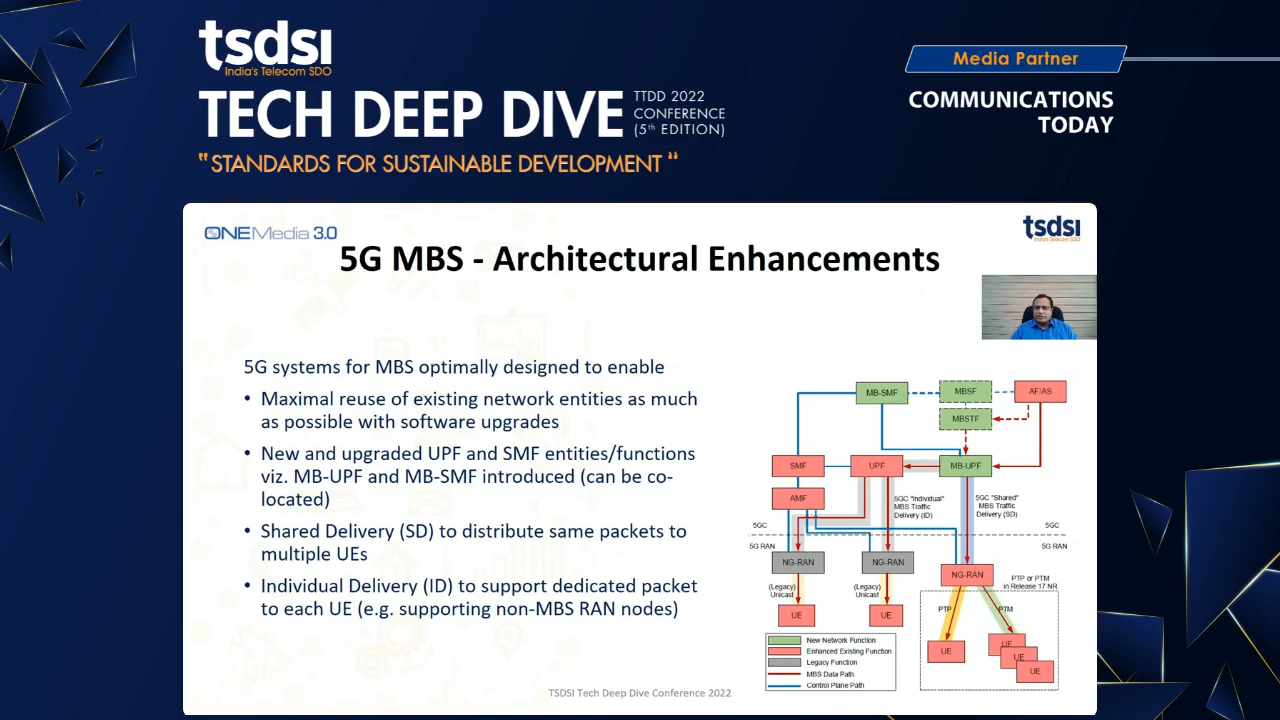 tsdsi
India's Telecom SDO
TECH DEEP DIVE
TTDD 2022
CONFERENCE
(5th EDITION)
"STANDARDS FOR SUSTAINABLE DEVELOPMENT"
Media Partner
COMMUNICATIONS
TODAY
ONEMedia 3.0
tsdsi
India's Telecom SDO
5G MBS - Architectural Enhancements
5G systems for MBS optimally designed to enable
• Maximal reuse of existing network entities as much
as possible with software upgrades
• New and upgraded UPF and SMF entities/functions
viz. MB-UPF and MB-SMF introduced (can be co-
located)
• Shared Delivery (SD) to distribute same packets to
multiple UEs
• Individual Delivery (ID) to support dedicated packet
to each UE (e.g. supporting non-MBS RAN nodes)
MB-SMF
MBSF
AF/AS
MBSTF
SMF
UPF
MB-UPF
AMF
5GC "Individual"
MBS Traffic
Delivery (ID)
5GC "Shared"
MBS Traffic
Delivery (SD)
5GC
5GC
5G RAN
5G RAN
NG-RAN
NG-RAN
NG-RAN
(Legacy)
Unicast
(Legacy)
Unicast
PTP or PTM
in Release 17 NR
PTP
PTM
UE
UE
UE
UE
UE
UE
New Network Function
Enhanced Existing Function
Legacy Function
MBS Data Path
Control Plane Path
TSDSI Tech Deep Dive Conference 2022